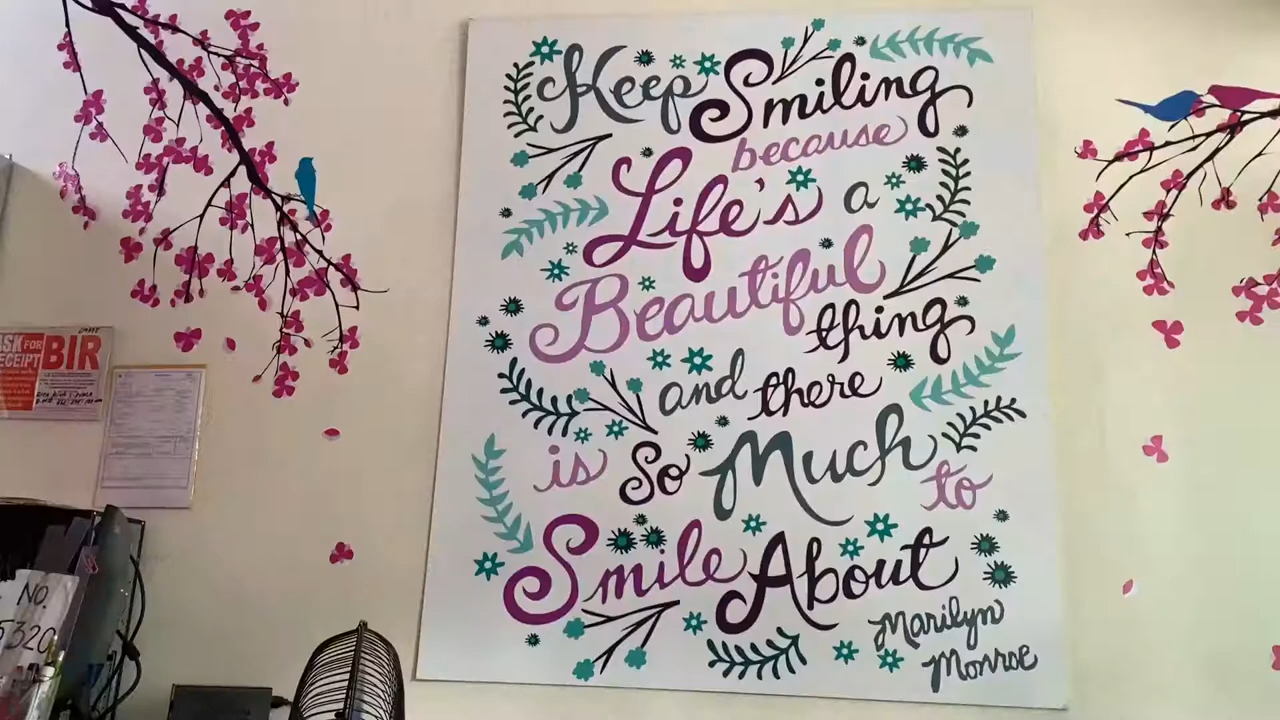 Keep Smiling
because
Life's a
Beautiful
thing
and there
is So Much to
Smile About
Marilyn
Monroe
ASK FOR
RECEIPT
BIR
NO.
5320